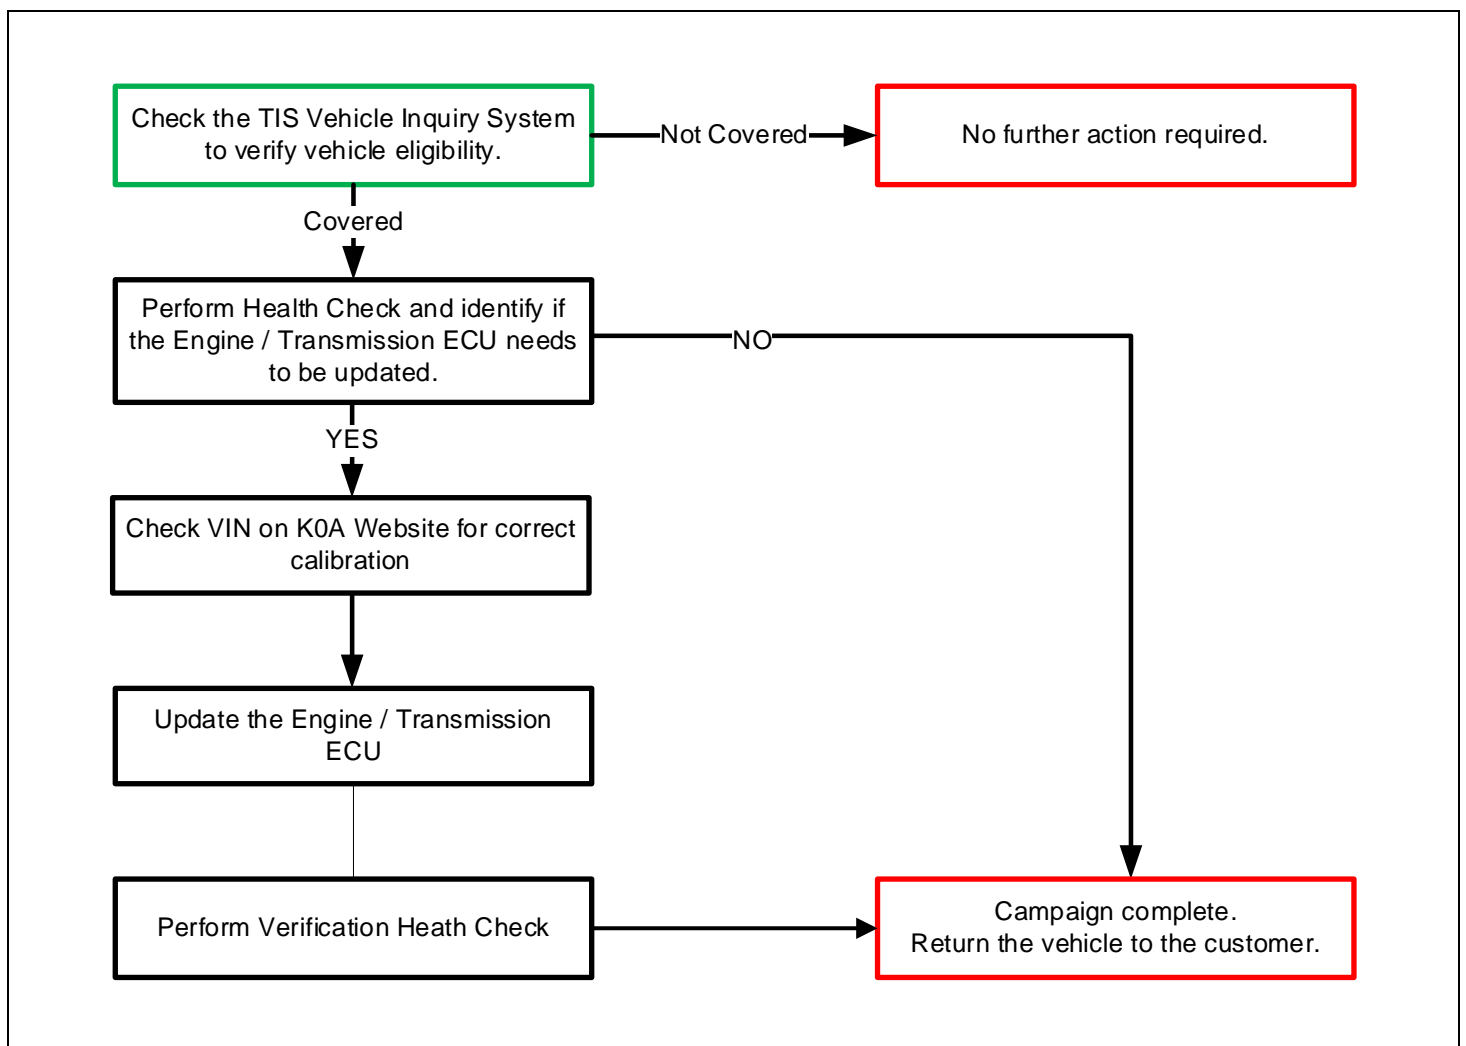 Check the TIS Vehicle Inquiry System
to verify vehicle eligibility.
Not Covered
No further action required.
Covered
Perform Health Check and identify if
the Engine / Transmission ECU needs
to be updated.
NO
YES
Check VIN on K0A Website for correct
calibration
Update the Engine / Transmission
ECU
Perform Verification Heath Check
Campaign complete.
Return the vehicle to the customer.